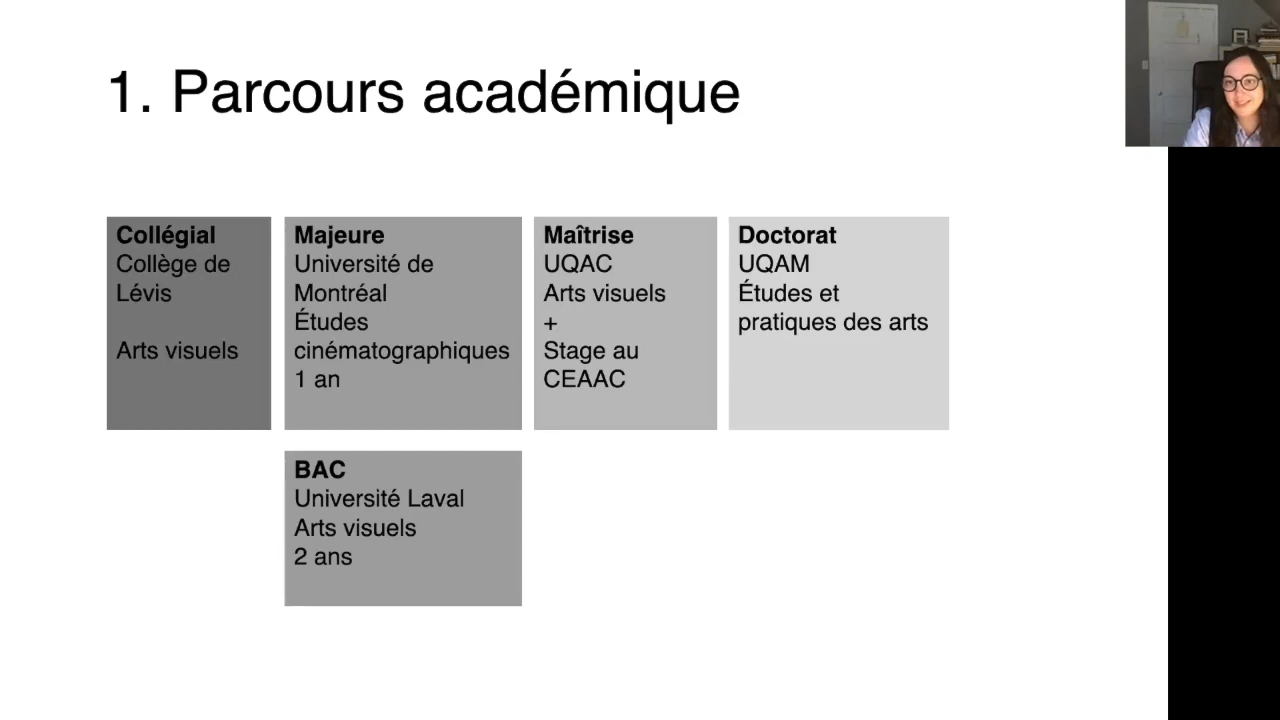 1. Parcours académique
Collégial
Collège de
Lévis
Arts visuels
Majeure
Université de
Montréal
Études
cinématographiques
1 an
Maîtrise
UQAC
Arts visuels
+
Stage au
CEAAC
Doctorat
UQAM
Études et
pratiques des arts
BAC
Université Laval
Arts visuels
2 ans